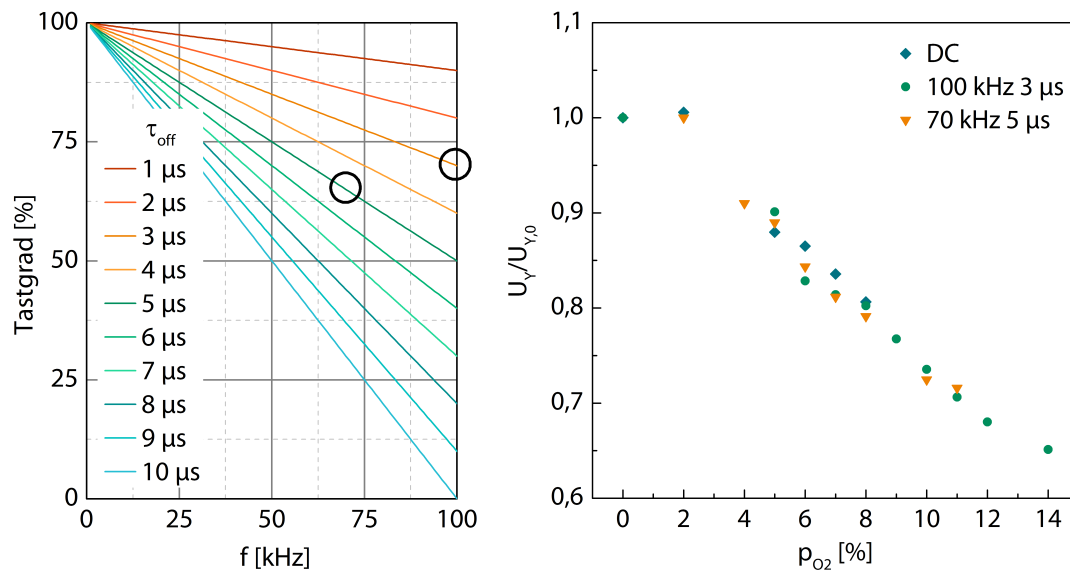 100
75
50
25
0
Tastgrad [%]
τoff
1 µs
2 µs
3 µs
4 µs
5 µs
6 µs
7 µs
8 µs
9 µs
10 µs
0 25 50 75 100
f [kHz]
1,1
1,0
0,9
0,8
0,7
0,6
UY/UY,0
DC
100 kHz 3 µs
70 kHz 5 µs
0 2 4 6 8 10 12 14
pO2 [%]